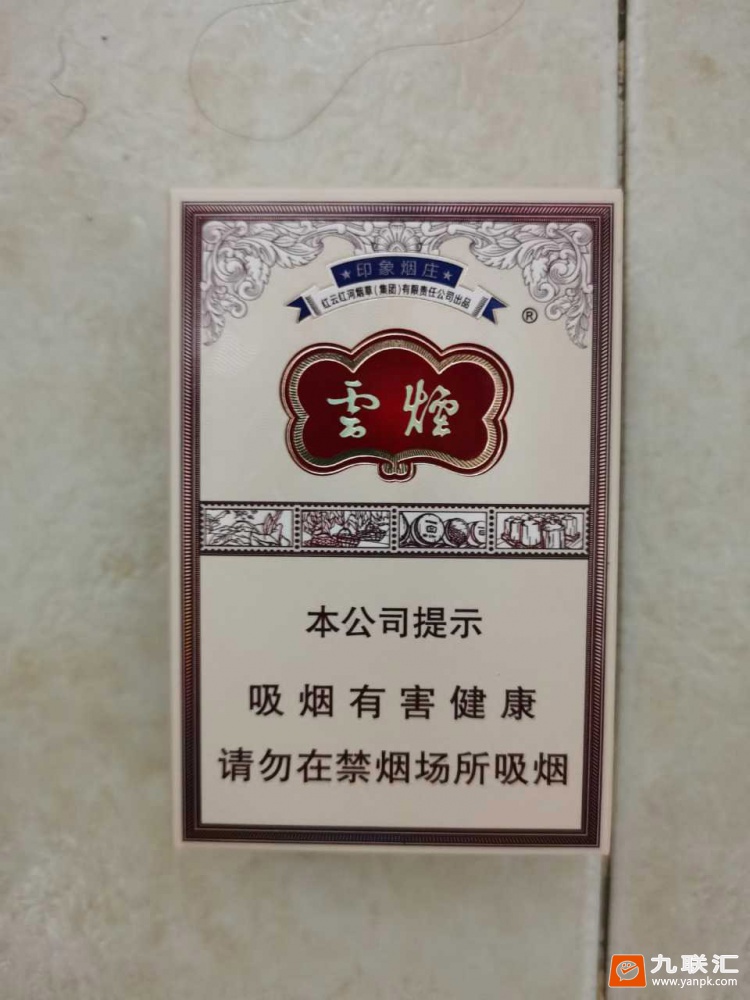 印象烟庄
红云红河烟草(集团)有限责任公司出品
®
雲煙
本公司提示
吸烟有害健康
请勿在禁烟场所吸烟
九联汇
www.yanpk.com